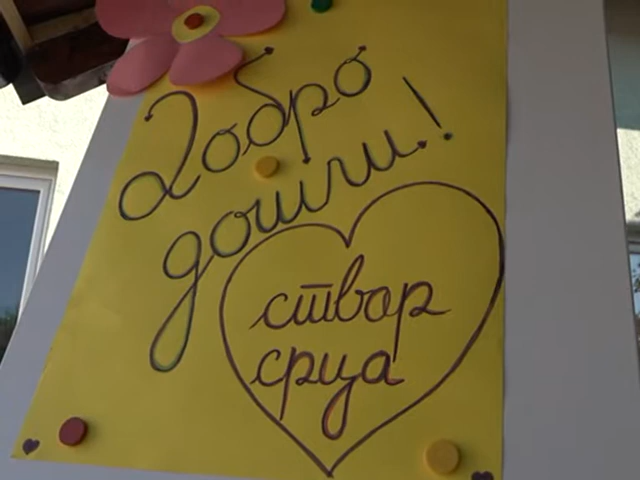 Добро
дошли!
створ
срца